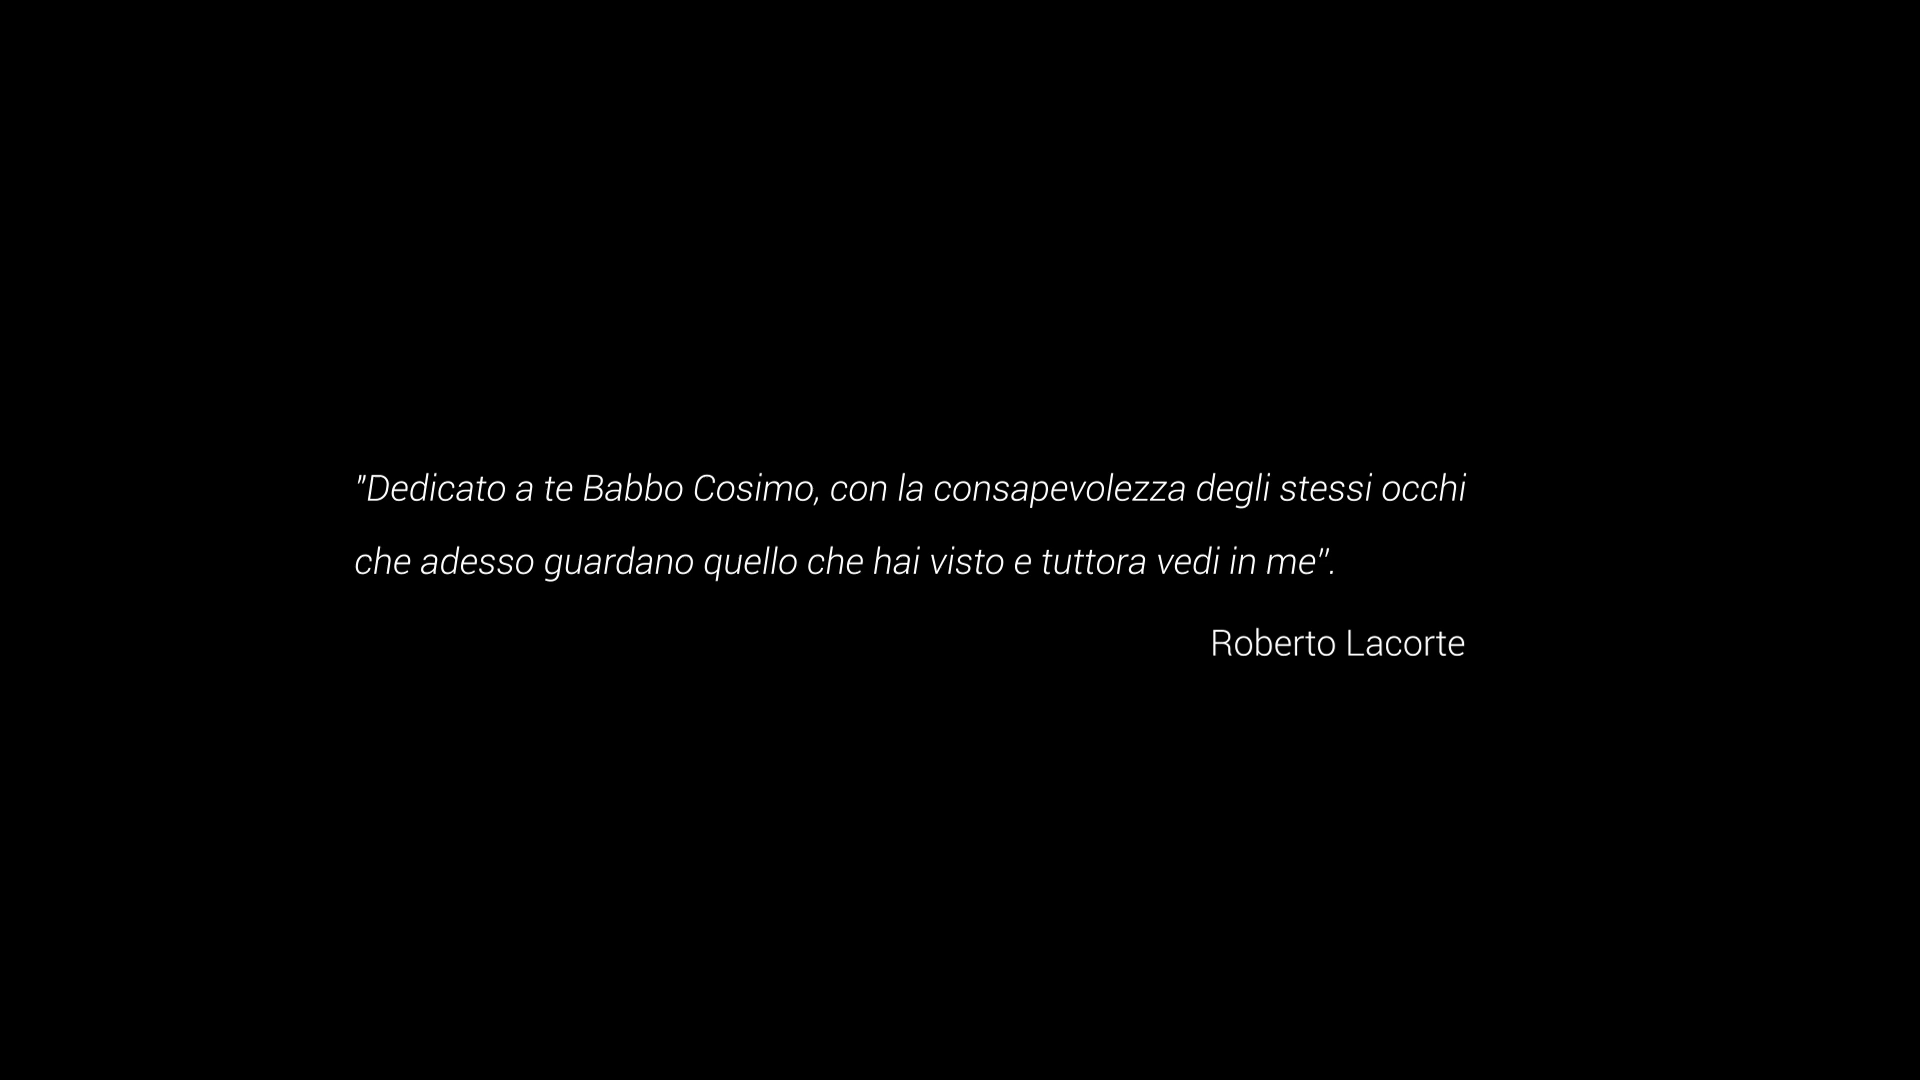 "Dedicato a te Babbo Cosimo, con la consapevolezza degli stessi occhi
che adesso guardano quello che hai visto e tuttora vedi in me".
Roberto Lacorte